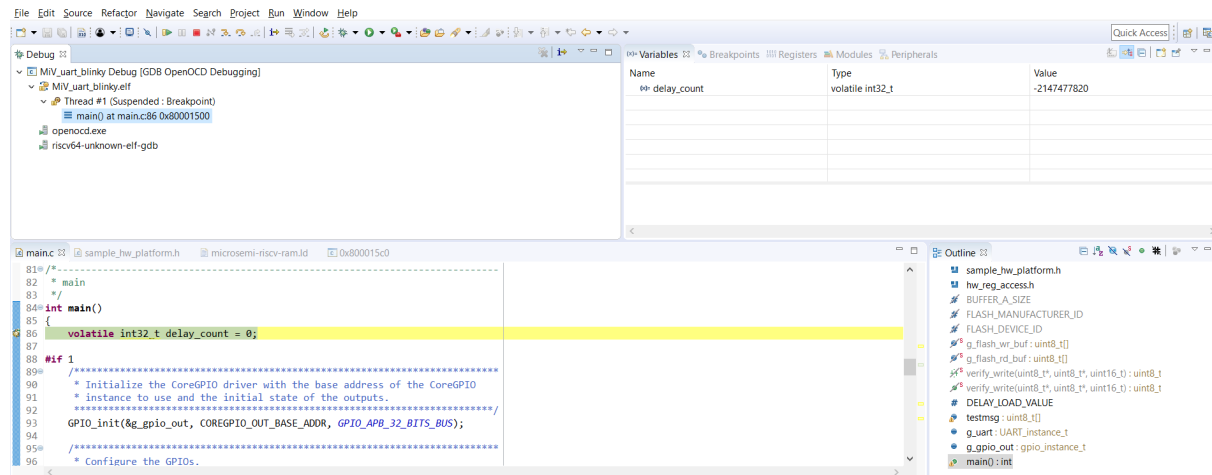 File Edit Source Refactor Navigate Search Project Run Window Help
Quick Access
Debug
MiV_uart_blinky Debug [GDB OpenOCD Debugging]
MiV_uart_blinky.elf
Thread #1 (Suspended : Breakpoint)
main() at main.c:86 0x80001500
openocd.exe
riscv64-unknown-elf-gdb
Variables Breakpoints Registers Modules Peripherals
Name Type Value
delay_count volatile int32_t -2147477820
main.c sample_hw_platform.h microsemi-riscv-ram.ld 0x800015c0
81 /*-------------------------------------------------------------------------
82 * main
83 */
84 int main()
85 {
86 volatile int32_t delay_count = 0;
87
88 #if 1
89 /**************************************************************************
90 * Initialize the CoreGPIO driver with the base address of the CoreGPIO
91 * instance to use and the initial state of the outputs.
92 *************************************************************************/
93 GPIO_init(&g_gpio_out, COREGPIO_OUT_BASE_ADDR, GPIO_APB_32_BITS_BUS);
94
95 /**************************************************************************
96 * Configure the GPIOs.
Outline
sample_hw_platform.h
hw_reg_access.h
BUFFER_A_SIZE
FLASH_MANUFACTURER_ID
FLASH_DEVICE_ID
g_flash_wr_buf : uint8_t[]
g_flash_rd_buf : uint8_t[]
verify_write(uint8_t*, uint8_t*, uint16_t) : uint8_t
verify_write(uint8_t*, uint8_t*, uint16_t) : uint8_t
DELAY_LOAD_VALUE
testmsg : uint8_t[]
g_uart : UART_instance_t
g_gpio_out : gpio_instance_t
main() : int